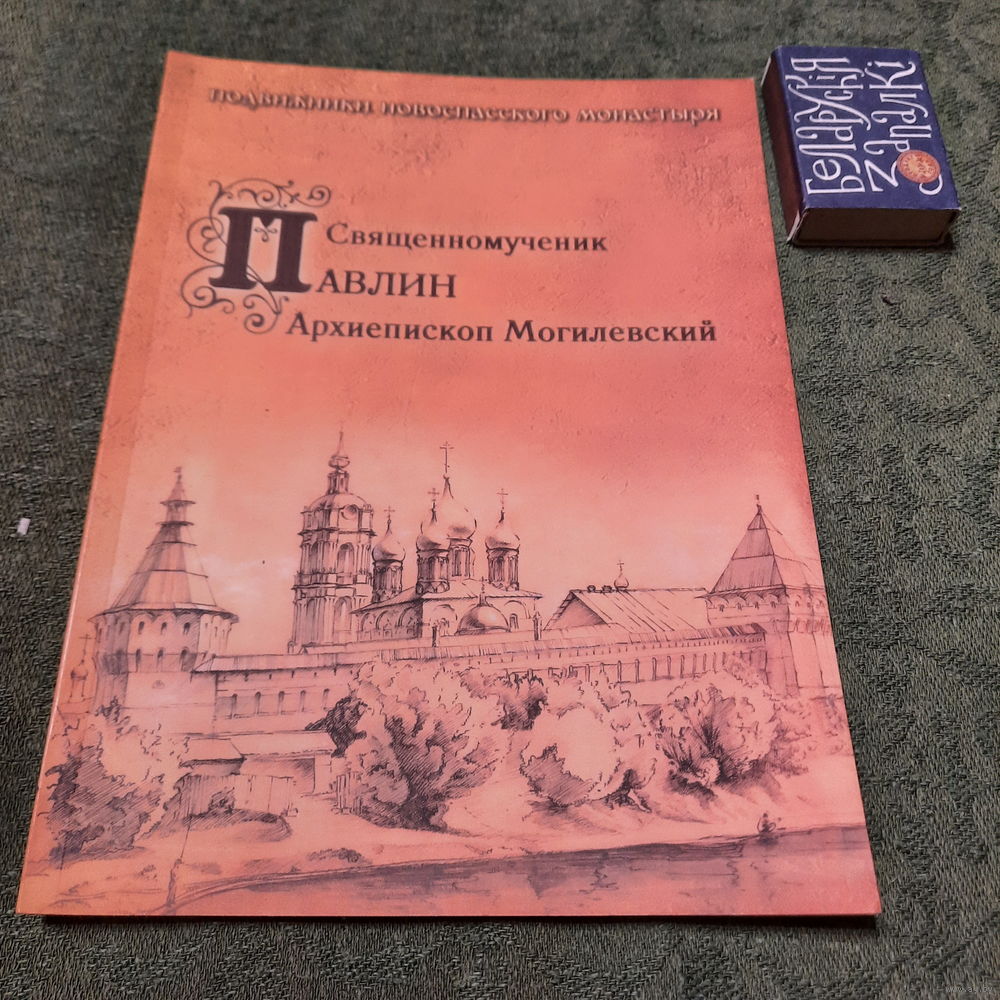 ПОДВИЖНИКИ НОВОСПАССКОГО МОНАСТЫРЯ
Священномученик
ПАВЛИН
Архиепископ Могилевский
БЕЛАРУСКІЯ
ЗАПАЛКІ